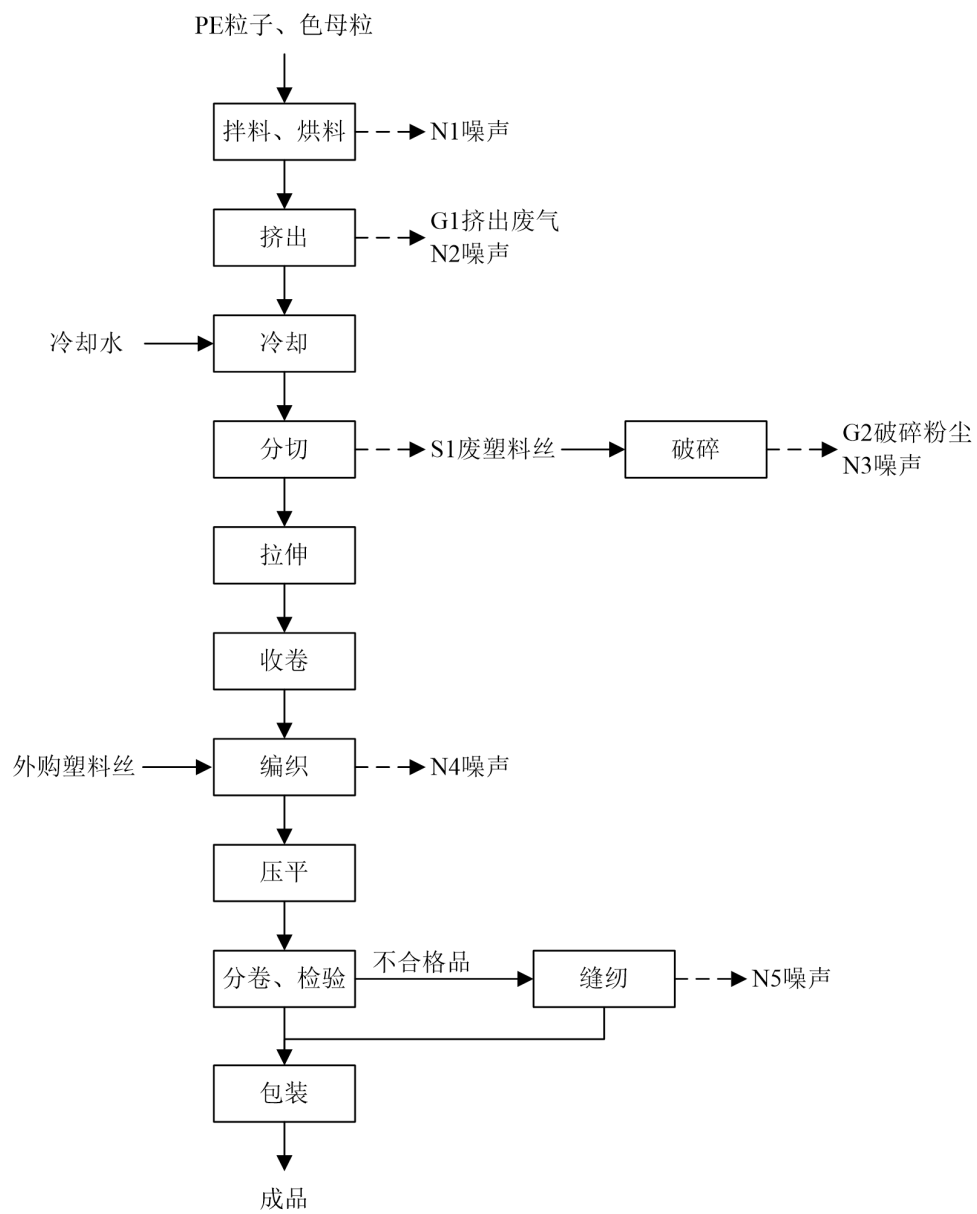 PE粒子、色母粒
拌料、烘料
N1噪声
挤出
G1挤出废气
N2噪声
冷却水
冷却
分切
S1废塑料丝
破碎
G2破碎粉尘
N3噪声
拉伸
收卷
外购塑料丝
编织
N4噪声
压平
分卷、检验
不合格品
缝纫
N5噪声
包装
成品